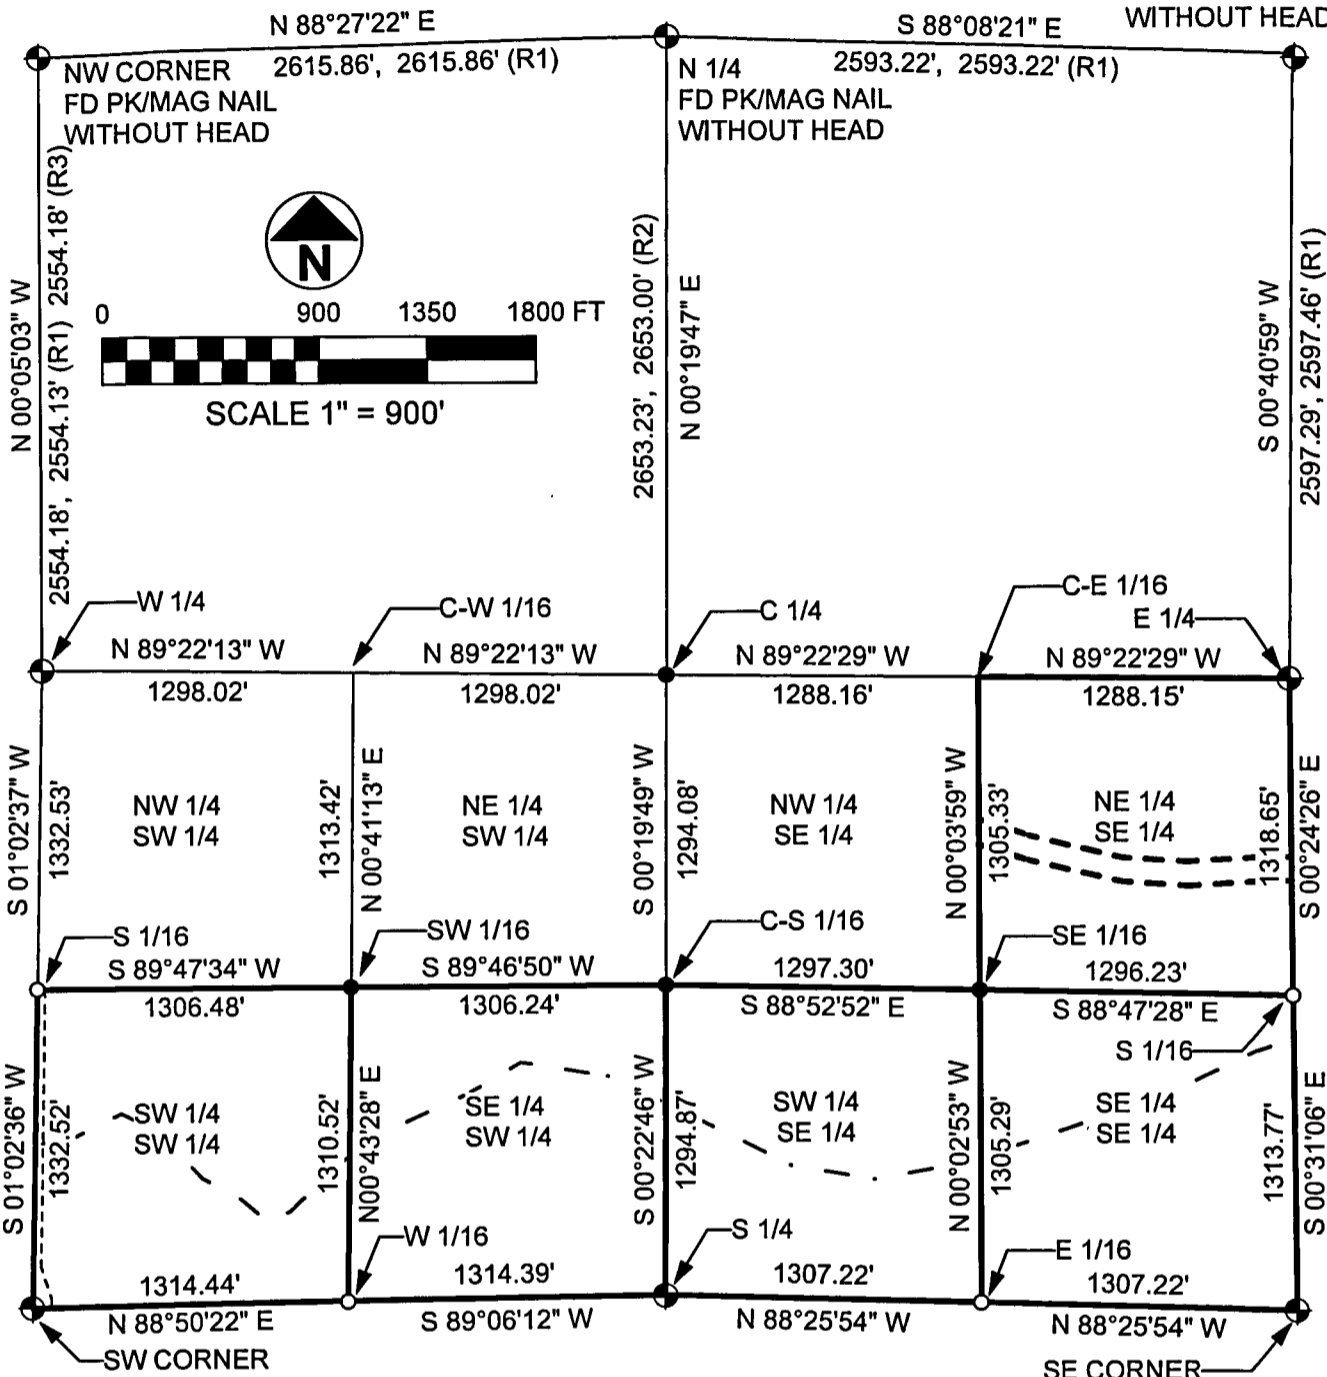 N 88°27'22" E
S 88°08'21" E
WITHOUT HEAD
NW CORNER
2615.86', 2615.86' (R1)
FD PK/MAG NAIL
WITHOUT HEAD
N 1/4
2593.22', 2593.22' (R1)
FD PK/MAG NAIL
WITHOUT HEAD
N 00°05'03" W
2554.18', 2554.13' (R1) 2554.18' (R3)
N
0 900 1350 1800 FT
SCALE 1" = 900'
2653.23', 2653.00' (R2)
N 00°19'47" E
S 00°40'59" W
2597.29', 2597.46' (R1)
W 1/4
C-W 1/16
C 1/4
C-E 1/16
E 1/4
N 89°22'13" W
N 89°22'13" W
N 89°22'29" W
N 89°22'29" W
1298.02'
1298.02'
1288.16'
1288.15'
S 01°02'37" W
1332.53'
NW 1/4
SW 1/4
1313.42'
N 00°41'13" E
NE 1/4
SW 1/4
S 00°19'49" W
1294.08'
NW 1/4
SE 1/4
N 00°03'59" W
1305.33'
NE 1/4
SE 1/4
1318.65'
S 00°24'26" E
S 1/16
SW 1/16
C-S 1/16
SE 1/16
S 89°47'34" W
S 89°46'50" W
1297.30'
1296.23'
1306.48'
1306.24'
S 88°52'52" E
S 88°47'28" E
S 1/16
S 01°02'36" W
1332.52'
SW 1/4
SW 1/4
1310.52'
N00°43'28" E
SE 1/4
SW 1/4
S 00°22'46" W
1294.87'
SW 1/4
SE 1/4
N 00°02'53" W
1305.29'
SE 1/4
SE 1/4
1313.77'
S 00°31'06" E
W 1/16
S 1/4
E 1/16
1314.44'
1314.39'
1307.22'
1307.22'
N 88°50'22" E
S 89°06'12" W
N 88°25'54" W
N 88°25'54" W
SW CORNER
SE CORNER